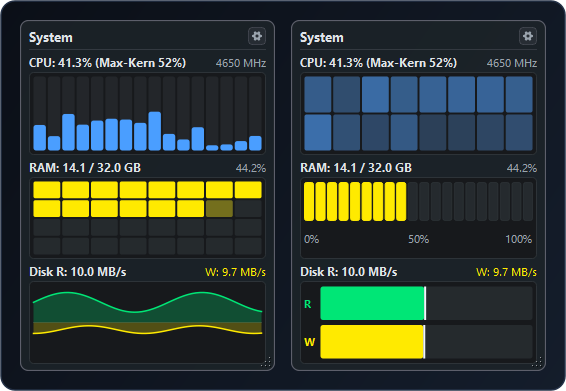 System
CPU: 41.3% (Max-Kern 52%) 4650 MHz
RAM: 14.1 / 32.0 GB 44.2%
Disk R: 10.0 MB/s W: 9.7 MB/s
System
CPU: 41.3% (Max-Kern 52%) 4650 MHz
RAM: 14.1 / 32.0 GB 44.2%
0% 50% 100%
Disk R: 10.0 MB/s W: 9.7 MB/s
R
W